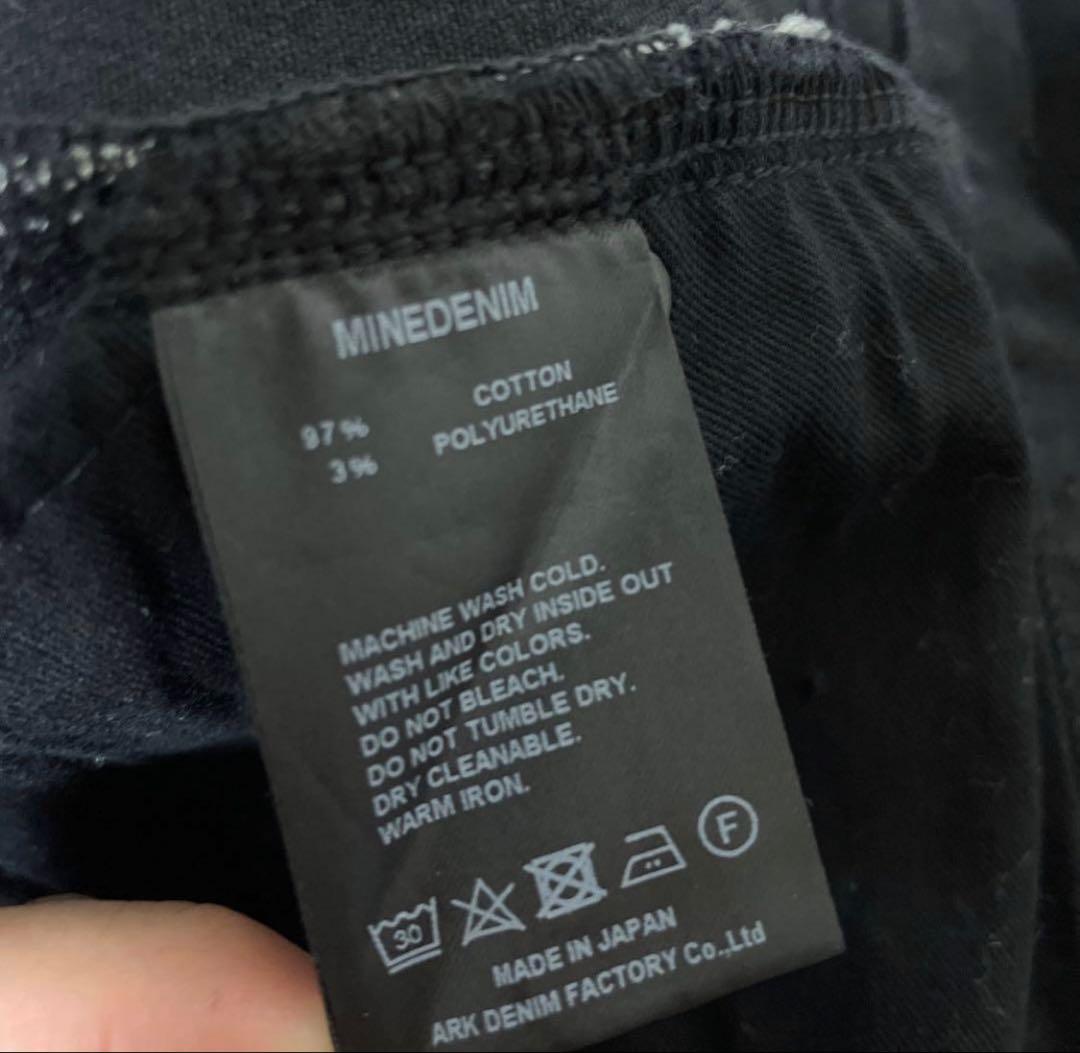 MINEDENIM
97% COTTON
3% POLYURETHANE
MACHINE WASH COLD.
WASH AND DRY INSIDE OUT
WITH LIKE COLORS.
DO NOT BLEACH.
DO NOT TUMBLE DRY.
DRY CLEANABLE.
WARM IRON.
30 F
MADE IN JAPAN
ARK DENIM FACTORY Co.,Ltd